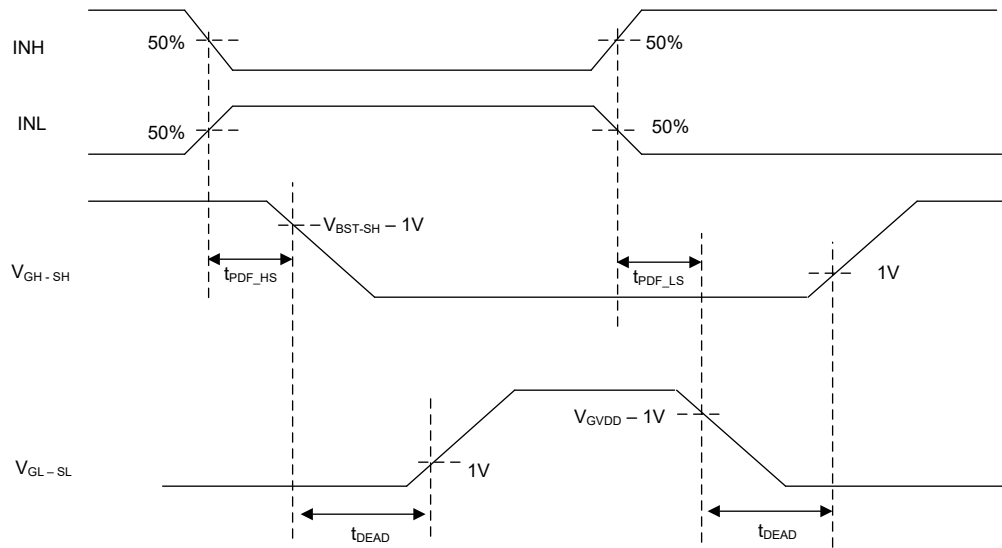 INH
50%
50%
INL
50%
50%
V_BST-SH – 1V
V_GH - SH
t_PDF_HS
t_PDF_LS
1V
V_GVDD – 1V
V_GL – SL
1V
t_DEAD
t_DEAD